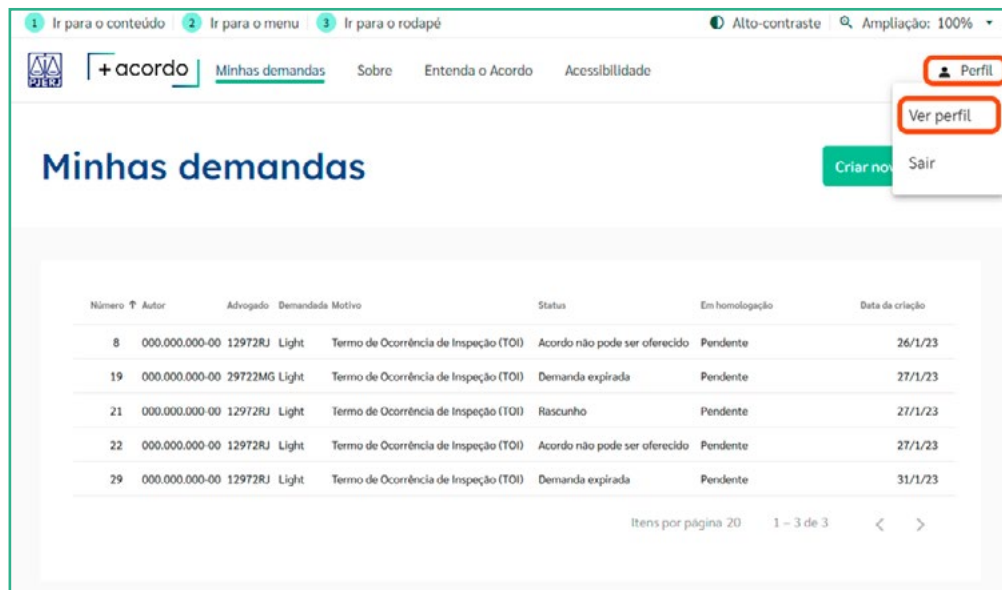 1 Ir para o conteúdo 2 Ir para o menu 3 Ir para o rodapé Alto-contraste Ampliação: 100%
PJERJ + acordo Minhas demandas Sobre Entenda o Acordo Acessibilidade Perfil
Ver perfil
Minhas demandas Criar nov Sair
Número ↑ Autor Advogado Demandada Motivo Status Em homologação Data da criação
8 000.000.000-00 12972RJ Light Termo de Ocorrência de Inspeção (TOI) Acordo não pode ser oferecido Pendente 26/1/23
19 000.000.000-00 29722MG Light Termo de Ocorrência de Inspeção (TOI) Demanda expirada Pendente 27/1/23
21 000.000.000-00 12972RJ Light Termo de Ocorrência de Inspeção (TOI) Rascunho Pendente 27/1/23
22 000.000.000-00 12972RJ Light Termo de Ocorrência de Inspeção (TOI) Acordo não pode ser oferecido Pendente 27/1/23
29 000.000.000-00 12972RJ Light Termo de Ocorrência de Inspeção (TOI) Demanda expirada Pendente 31/1/23
Itens por página 20 1 – 3 de 3 < >